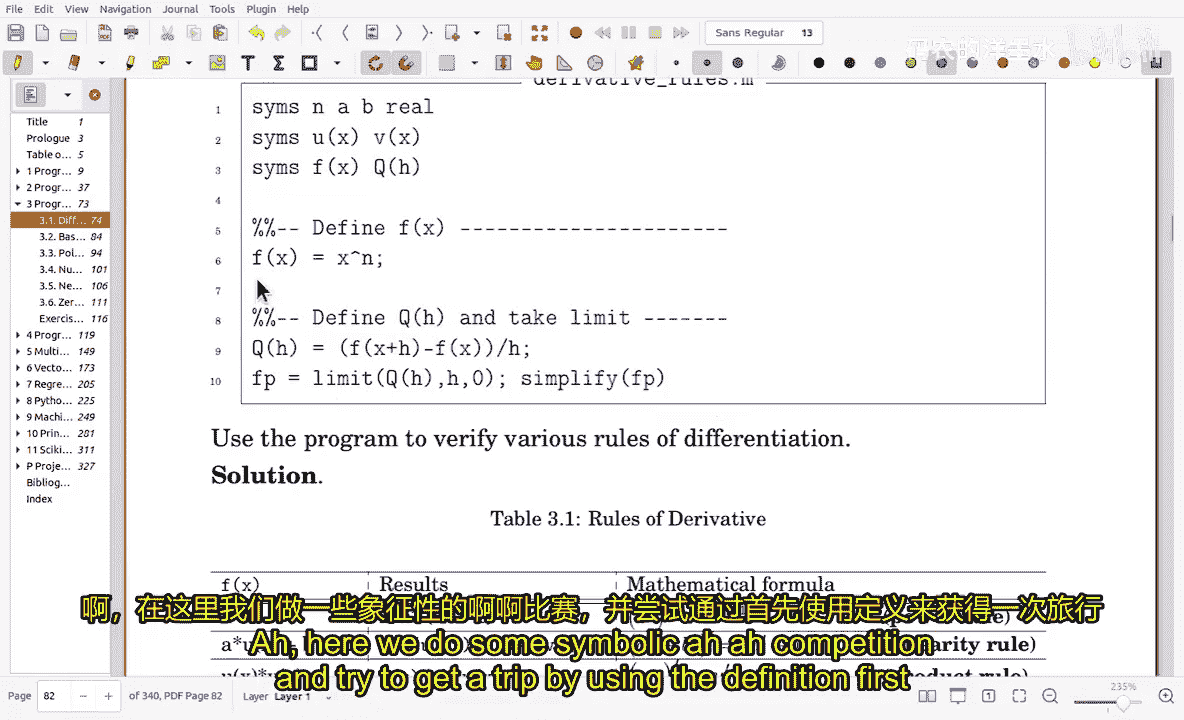 File Edit View Navigation Journal Tools Plugin Help
Sans Regular 13
derivative_rules.m
1 syms n a b real
2 syms u(x) v(x)
3 syms f(x) Q(h)
4
5 %%-- Define f(x) ----------------------
6 f(x) = x^n;
7
8 %%-- Define Q(h) and take limit -------
9 Q(h) = (f(x+h)-f(x))/h;
10 fp = limit(Q(h),h,0); simplify(fp)
Title 1
Prologue 3
Table o... 5
1 Progr... 9
2 Progr... 37
3 Progr... 73
3.1. Diff... 74
3.2. Bas... 84
3.3. Pol... 94
3.4. Nu... 101
3.5. Ne... 106
3.6. Zer... 111
Exercis... 116
4 Progr... 119
5 Multi... 149
6 Vecto... 173
7 Regre... 205
8 Pytho... 225
9 Machi... 249
10 Prin... 281
11 Sciki... 311
P Proje... 327
Bibliog...
Index
Use the program to verify various rules of differentiation.
Solution.
Table 3.1: Rules of Derivative
f(x) Results Mathematical formula
啊，在这里我们做一些象征性的啊啊比赛，并尝试通过首先使用定义来获得一次旅行
Ah, here we do some symbolic ah ah competition
and try to get a trip by using the definition first
Page 82 of 340, PDF Page 82 Layer Layer 1 235%